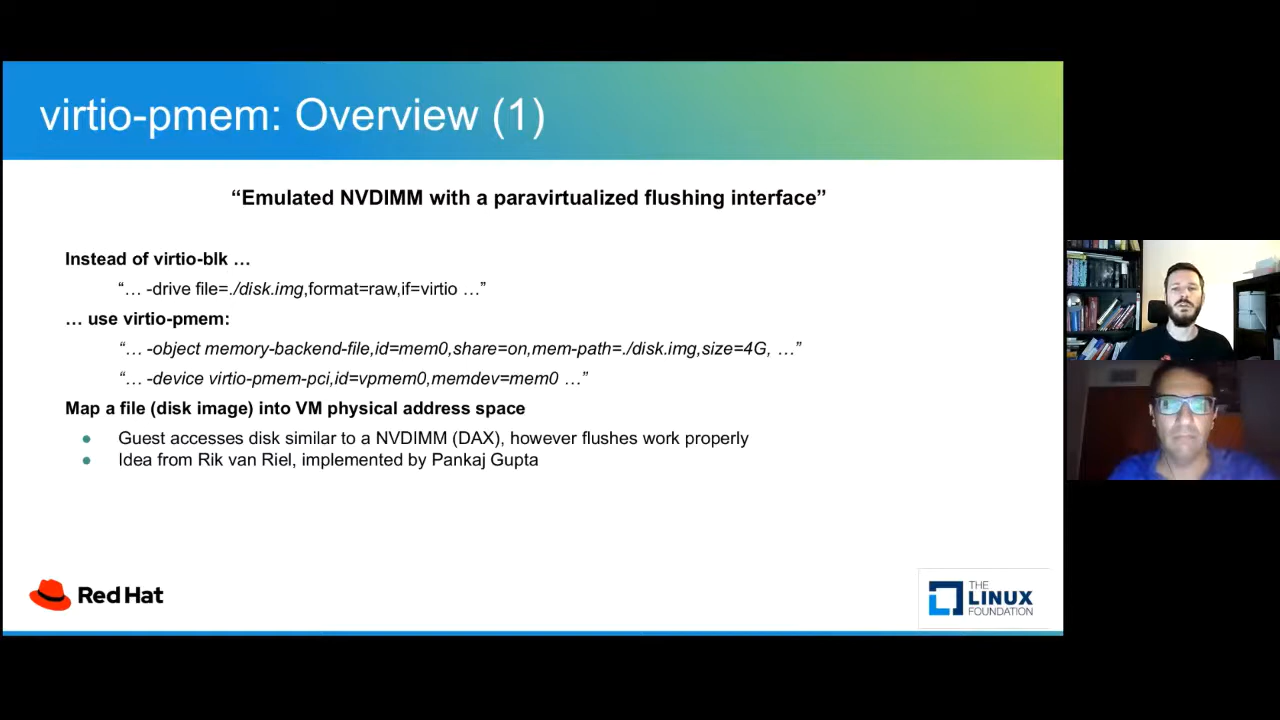 virtio-pmem: Overview (1)
“Emulated NVDIMM with a paravirtualized flushing interface”
Instead of virtio-blk …
“… -drive file=./disk.img,format=raw,if=virtio …”
… use virtio-pmem:
“… -object memory-backend-file,id=mem0,share=on,mem-path=./disk.img,size=4G, …”
“… -device virtio-pmem-pci,id=vpmem0,memdev=mem0 …”
Map a file (disk image) into VM physical address space
● Guest accesses disk similar to a NVDIMM (DAX), however flushes work properly
● Idea from Rik van Riel, implemented by Pankaj Gupta
Red Hat
THE
LINUX
FOUNDATION